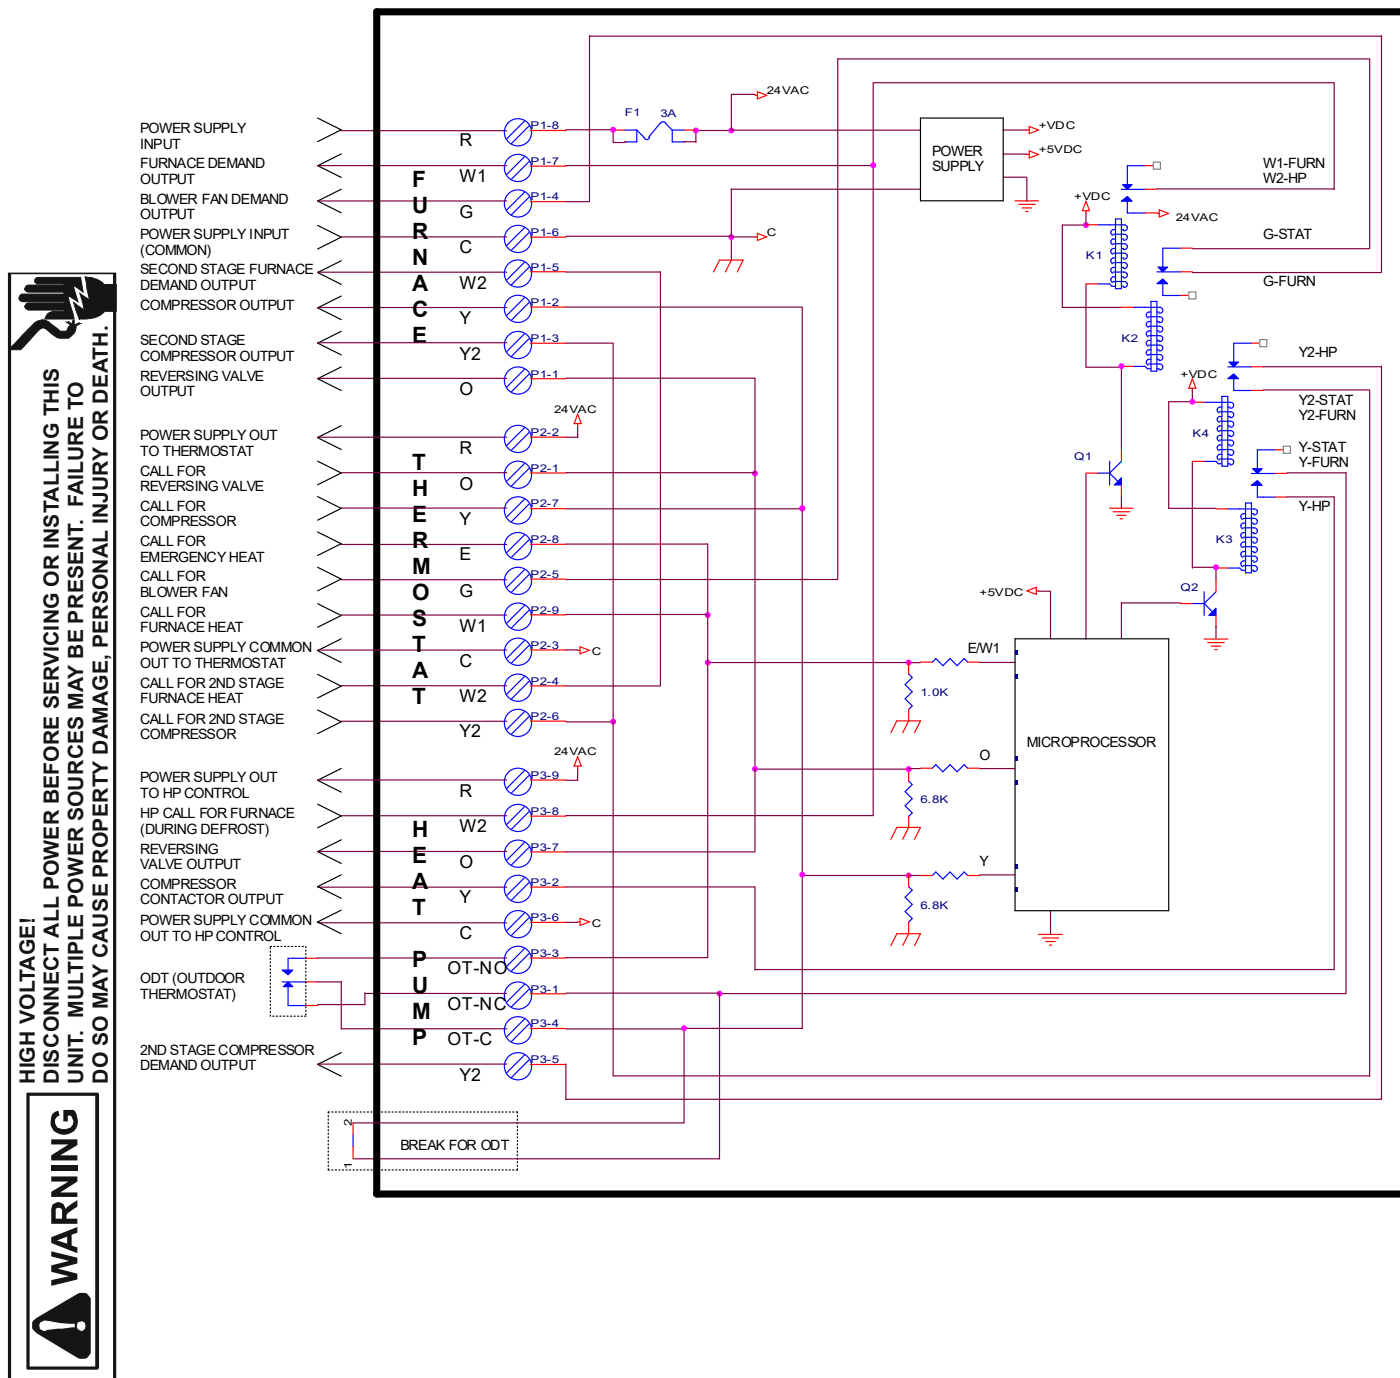 HIGH VOLTAGE!
DISCONNECT ALL POWER BEFORE SERVICING OR INSTALLING THIS
UNIT. MULTIPLE POWER SOURCES MAY BE PRESENT. FAILURE TO
DO SO MAY CAUSE PROPERTY DAMAGE, PERSONAL INJURY OR DEATH.
WARNING
FURNACE
POWER SUPPLY
INPUT
R
P1-8
FURNACE DEMAND
OUTPUT
W1
P1-7
BLOWER FAN DEMAND
OUTPUT
G
P1-4
POWER SUPPLY INPUT
(COMMON)
C
P1-6
SECOND STAGE FURNACE
DEMAND OUTPUT
W2
P1-5
COMPRESSOR OUTPUT
Y
P1-2
SECOND STAGE
COMPRESSOR OUTPUT
Y2
P1-3
REVERSING VALVE
OUTPUT
O
P1-1
THERMOSTAT
POWER SUPPLY OUT
TO THERMOSTAT
R
P2-2
24VAC
CALL FOR
REVERSING VALVE
O
P2-1
CALL FOR
COMPRESSOR
Y
P2-7
CALL FOR
EMERGENCY HEAT
E
P2-8
CALL FOR
BLOWER FAN
G
P2-5
CALL FOR
FURNACE HEAT
W1
P2-9
POWER SUPPLY COMMON
OUT TO THERMOSTAT
C
P2-3
C
CALL FOR 2ND STAGE
FURNACE HEAT
W2
P2-4
CALL FOR 2ND STAGE
COMPRESSOR
Y2
P2-6
HEAT PUMP
POWER SUPPLY OUT
TO HP CONTROL
R
P3-9
24VAC
HP CALL FOR FURNACE
(DURING DEFROST)
W2
P3-8
REVERSING
VALVE OUTPUT
O
P3-7
COMPRESSOR
CONTACTOR OUTPUT
Y
P3-2
POWER SUPPLY COMMON
OUT TO HP CONTROL
C
P3-6
C
ODT (OUTDOOR
THERMOSTAT)
OT-NO
P3-3
OT-NC
P3-1
OT-C
P3-4
2ND STAGE COMPRESSOR
DEMAND OUTPUT
Y2
P3-5
2
1
BREAK FOR ODT
F1
3A
24VAC
C
POWER
SUPPLY
+VDC
+5VDC
+VDC
K1
K2
W1-FURN
W2-HP
24VAC
G-STAT
G-FURN
Q1
+VDC
K4
K3
Y2-HP
Y2-STAT
Y2-FURN
Y-STAT
Y-FURN
Y-HP
Q2
+5VDC
MICROPROCESSOR
E/W1
1.0K
O
6.8K
Y
6.8K